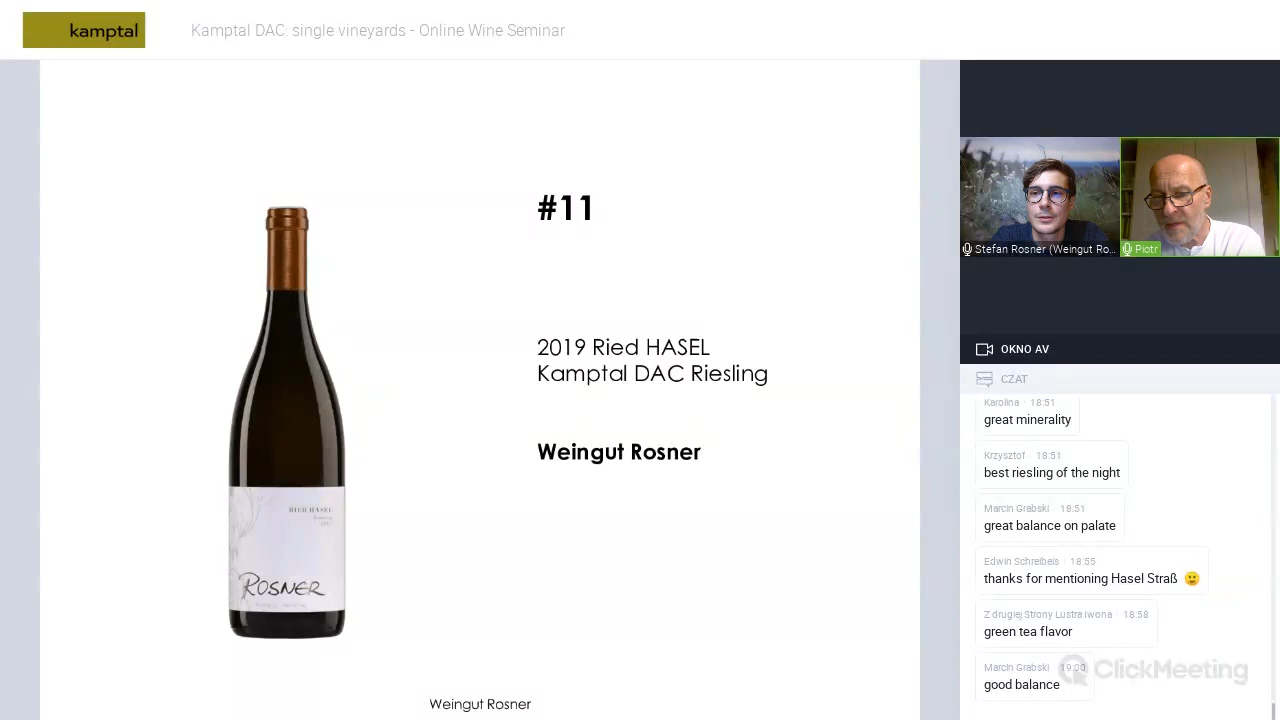 kamptal
Kamptal DAC: single vineyards - Online Wine Seminar
#11
2019 Ried HASEL
Kamptal DAC Riesling
Weingut Rosner
RIED HASEL
ROSNER
Weingut Rosner
Stefan Rosner (Weingut Ro...
Piotr
OKNO AV
CZAT
Karolina · 18:51
great minerality
Krzysztof · 18:51
best riesling of the night
Marcin Grabski · 18:51
great balance on palate
Edwin Schreibeis · 18:55
thanks for mentioning Hasel Straß 🙂
Z drugiej Strony Lustra Iwona · 18:58
green tea flavor
Marcin Grabski · 19:00
good balance
ClickMeeting